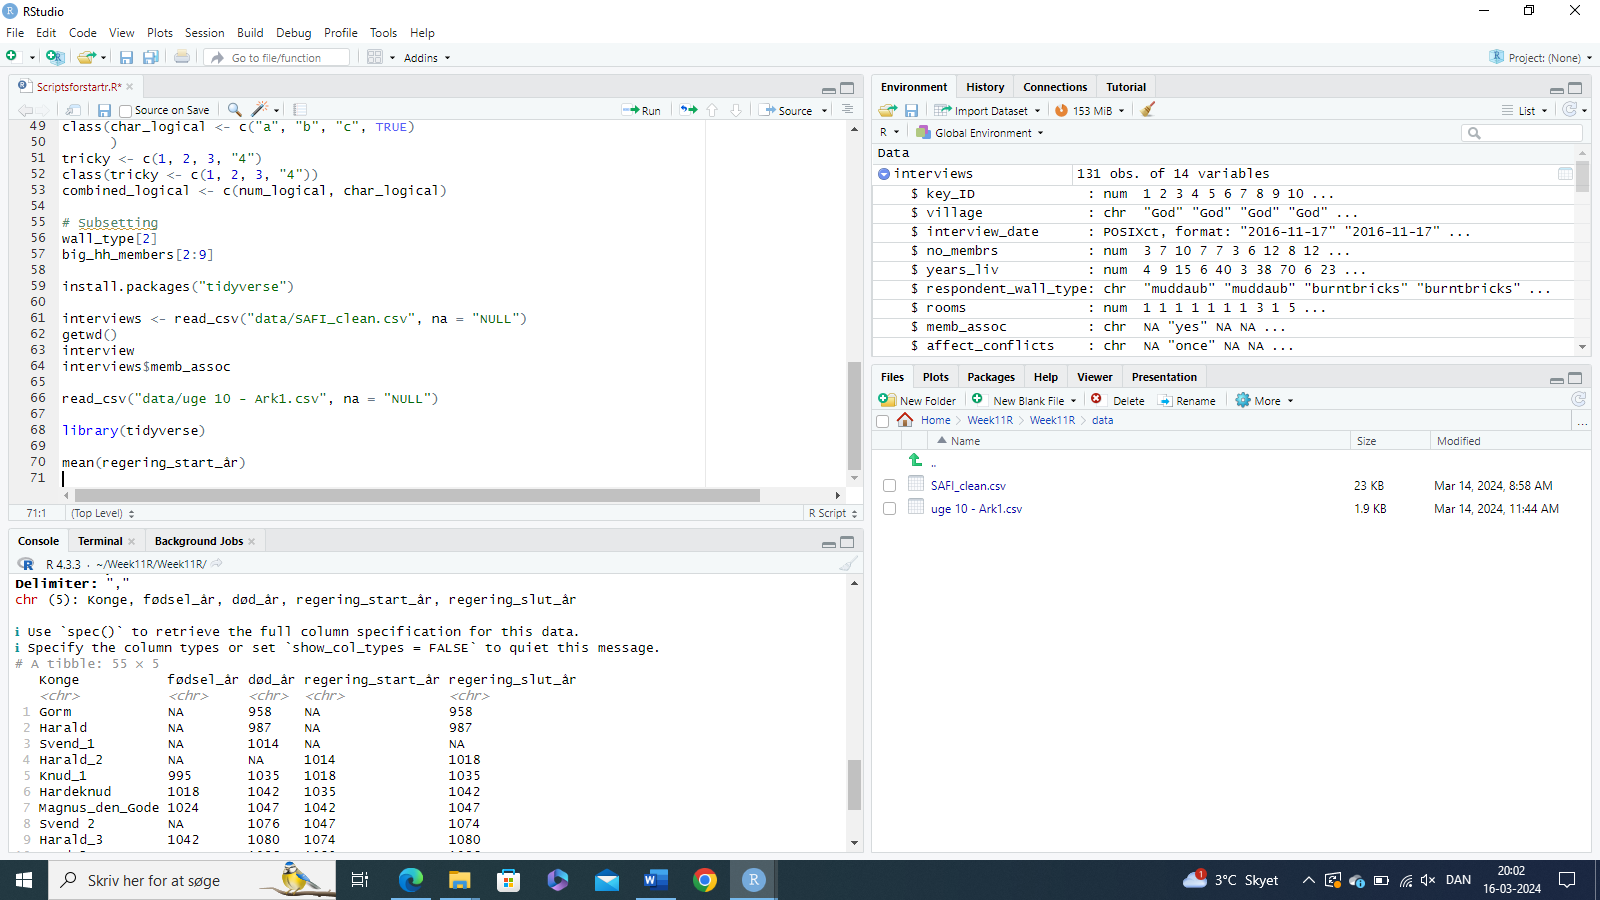 RStudio
File Edit Code View Plots Session Build Debug Profile Tools Help
Go to file/function Addins Project: (None)
Scriptsforstartr.R*
Source on Save Run Source
49 class(char_logical <- c("a", "b", "c", TRUE)
50 )
51 tricky <- c(1, 2, 3, "4")
52 class(tricky <- c(1, 2, 3, "4"))
53 combined_logical <- c(num_logical, char_logical)
54
55 # Subsetting
56 wall_type[2]
57 big_hh_members[2:9]
58
59 install.packages("tidyverse")
60
61 interviews <- read_csv("data/SAFI_clean.csv", na = "NULL")
62 getwd()
63 interview
64 interviews$memb_assoc
65
66 read_csv("data/uge 10 - Ark1.csv", na = "NULL")
67
68 library(tidyverse)
69
70 mean(regering_start_år)
71
71:1 (Top Level) R Script
Console Terminal Background Jobs
R 4.3.3 · ~/Week11R/Week11R/
Delimiter: ","
chr (5): Konge, fødsel_år, død_år, regering_start_år, regering_slut_år
ℹ Use `spec()` to retrieve the full column specification for this data.
ℹ Specify the column types or set `show_col_types = FALSE` to quiet this message.
# A tibble: 55 × 5
Konge fødsel_år død_år regering_start_år regering_slut_år
<chr> <chr> <chr> <chr> <chr>
1 Gorm NA 958 NA 958
2 Harald NA 987 NA 987
3 Svend_1 NA 1014 NA NA
4 Harald_2 NA NA 1014 1018
5 Knud_1 995 1035 1018 1035
6 Hardeknud 1018 1042 1035 1042
7 Magnus_den_Gode 1024 1047 1042 1047
8 Svend_2 NA 1076 1047 1074
9 Harald_3 1042 1080 1074 1080
Environment History Connections Tutorial
Import Dataset 153 MiB List
R Global Environment
Data
interviews 131 obs. of 14 variables
$ key_ID : num 1 2 3 4 5 6 7 8 9 10 ...
$ village : chr "God" "God" "God" "God" ...
$ interview_date : POSIXct, format: "2016-11-17" "2016-11-17" ...
$ no_membrs : num 3 7 10 7 7 3 6 12 8 12 ...
$ years_liv : num 4 9 15 6 40 3 38 70 6 23 ...
$ respondent_wall_type: chr "muddaub" "muddaub" "burntbricks" "burntbricks" ...
$ rooms : num 1 1 1 1 1 1 1 3 1 5 ...
$ memb_assoc : chr NA "yes" NA NA ...
$ affect_conflicts : chr NA "once" NA NA ...
Files Plots Packages Help Viewer Presentation
New Folder New Blank File Delete Rename More
Home Week11R Week11R data ...
Name Size Modified
..
SAFI_clean.csv 23 KB Mar 14, 2024, 8:58 AM
uge 10 - Ark1.csv 1.9 KB Mar 14, 2024, 11:44 AM
Skriv her for at søge 1 3°C Skyet DAN 20:02
16-03-2024